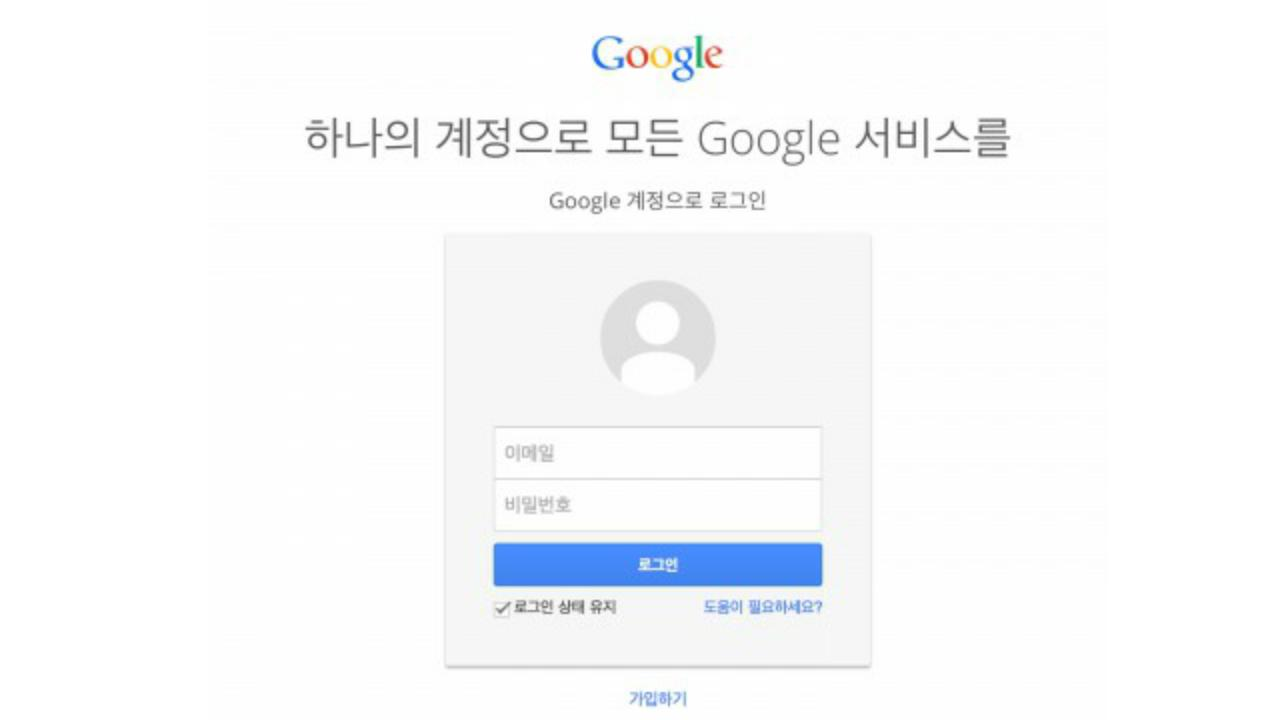 Google
하나의 계정으로 모든 Google 서비스를
Google 계정으로 로그인
이메일
비밀번호
로그인
로그인 상태 유지
도움이 필요하세요?
가입하기